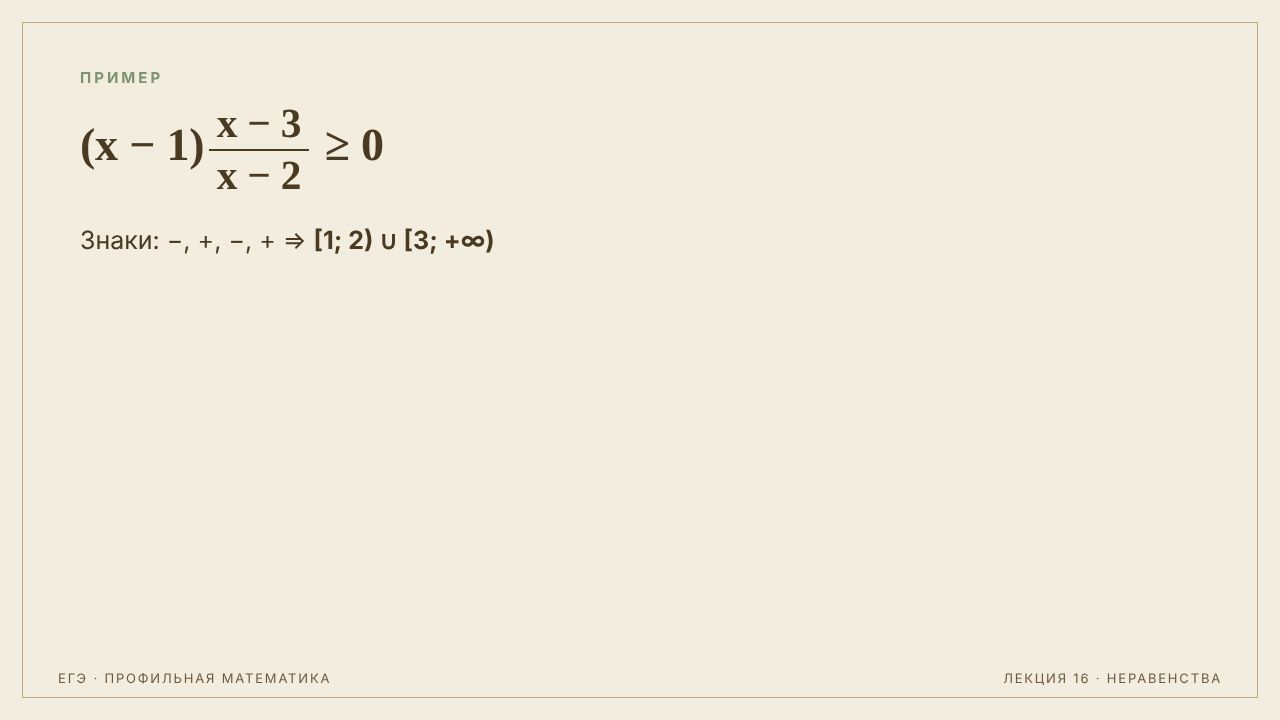 ПРИМЕР
(x − 1) x − 3 / x − 2 ≥ 0
Знаки: −, +, −, + ⇒ [1; 2) ∪ [3; +∞)
ЕГЭ · ПРОФИЛЬНАЯ МАТЕМАТИКА
ЛЕКЦИЯ 16 · НЕРАВЕНСТВА